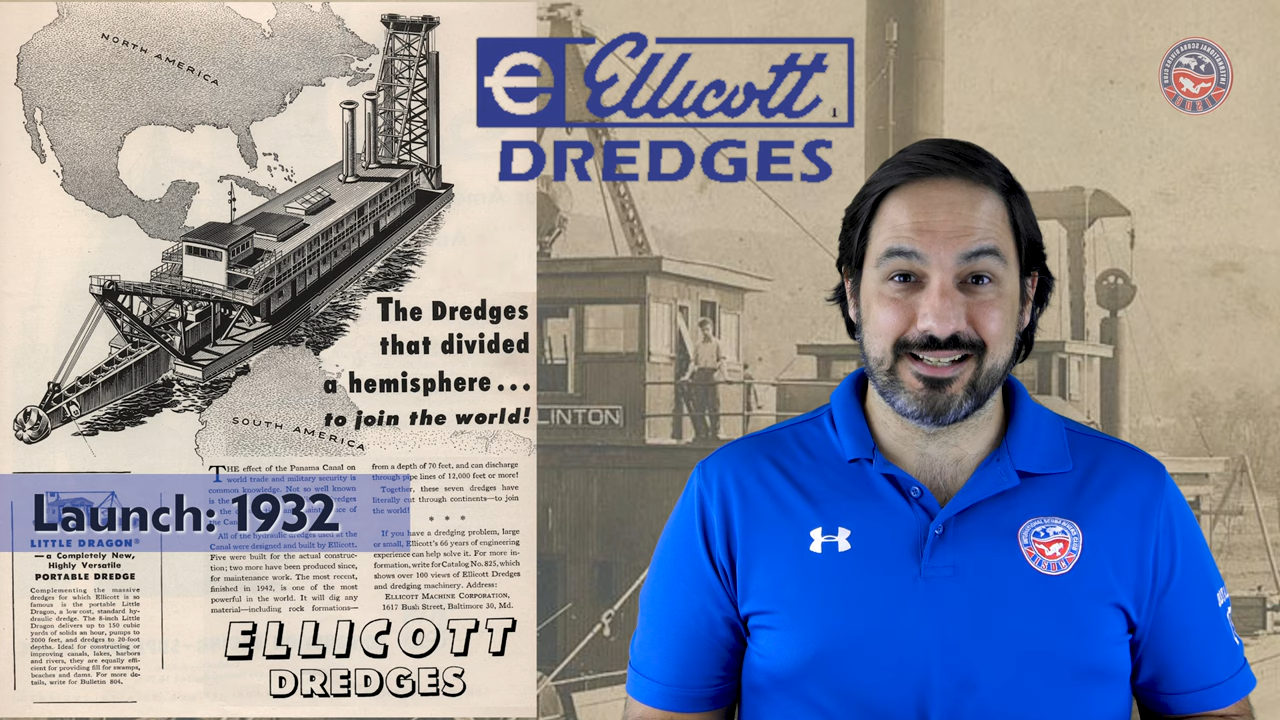 NORTH AMERICA
The Dredges
that divided
a hemisphere...
to join the world!
SOUTH AMERICA
THE effect of the Panama Canal on
world trade and military security is
common knowledge. Not so well known
is the
the Can
All of the hydraulic dredges used at the
Canal were designed and built by Ellicott.
Five were built for the actual construc-
tion; two more have been produced since,
for maintenance work. The most recent,
finished in 1942, is one of the most
powerful in the world. It will dig any
material—including rock formations—
from a depth of 70 feet, and can discharge
through pipe lines of 12,000 feet or more!
Together, these seven dredges have
literally cut through continents—to join
the world!
* * *
If you have a dredging problem, large
or small, Ellicott's 66 years of engineering
experience can help solve it. For more in-
formation, write for Catalog No. 825, which
shows over 100 views of Ellicott Dredges
and dredging machinery. Address:
ELLICOTT MACHINE CORPORATION,
1617 Bush Street, Baltimore 30, Md.
Launch: 1932
LITTLE DRAGON®
—a Completely New,
Highly Versatile
PORTABLE DREDGE
Complementing the massive
dredges for which Ellicott is so
famous is the portable Little
Dragon, a low cost, standard hy-
draulic dredge. The 8-inch Little
Dragon delivers up to 150 cubic
yards of solids an hour, pumps to
2000 feet, and dredges to 20-foot
depths. Ideal for constructing or
improving canals, lakes, harbors
and rivers, they are equally effi-
cient for providing fill for swamps,
beaches and dams. For more de-
tails, write for Bulletin 804.
ELLICOTT
DREDGES
e Ellicott
DREDGES
LINTON
INTERNATIONAL SCUBA DIVERS CLUB
ISDC